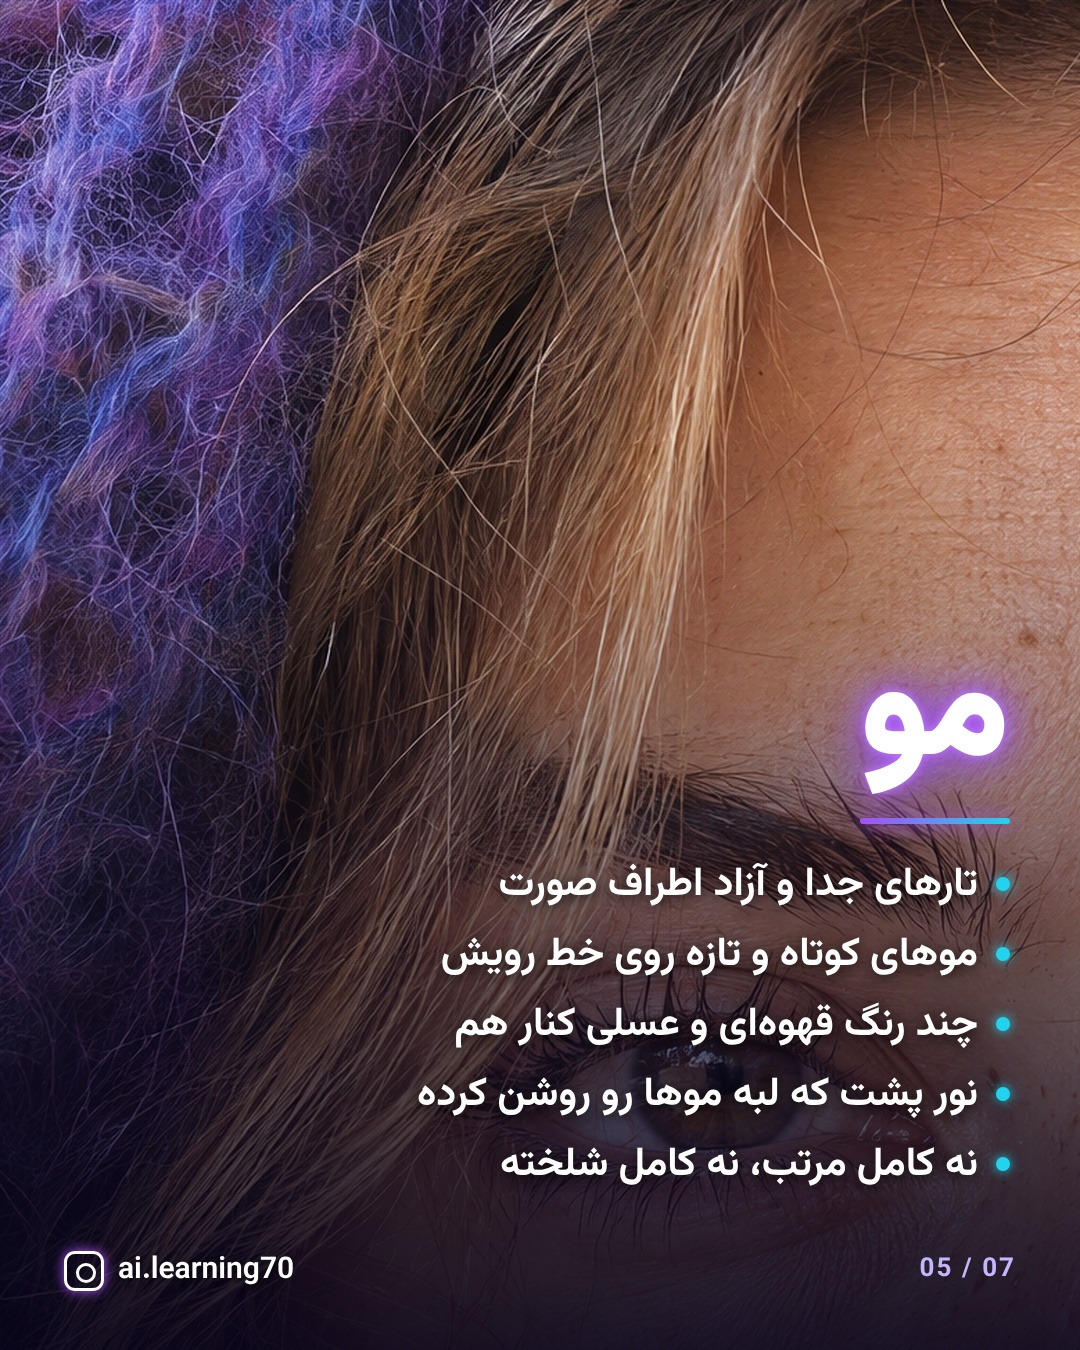 مو
تارهای جدا و آزاد اطراف صورت
موهای کوتاه و تازه روی خط رویش
چند رنگ قهوه‌ای و عسلی کنار هم
نور پشت که لبه موها رو روشن کرده
نه کامل مرتب، نه کامل شلخته
ai.learning70
05 / 07